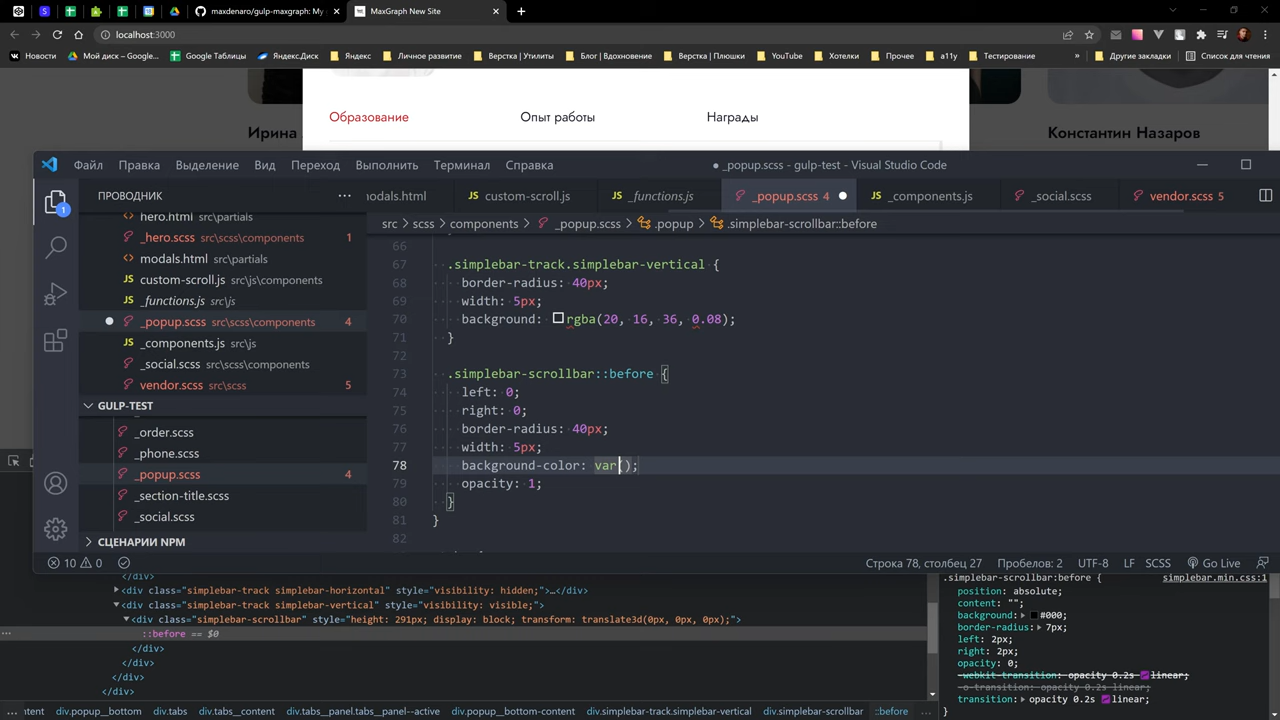 maxdenaro/gulp-maxgraph: My
MaxGraph New Site
localhost:3000
Новости
Мой диск – Google...
Google Таблицы
Яндекс.Диск
Яндекс
Личное развитие
Верстка | Утилиты
Блог | Вдохновение
Верстка | Плюшки
YouTube
Хотелки
Прочее
a11y
Тестирование
Другие закладки
Список для чтения
Образование
Опыт работы
Награды
Ирина
Константин Назаров
Файл
Правка
Выделение
Вид
Переход
Выполнить
Терминал
Справка
● _popup.scss - gulp-test - Visual Studio Code
ПРОВОДНИК
modals.html
JS custom-scroll.js
JS _functions.js
_popup.scss 4
JS _components.js
_social.scss
vendor.scss 5
src > scss > components > _popup.scss > .popup > .simplebar-scrollbar::before
hero.html src\partials
_hero.scss src\scss\components 1
modals.html src\partials
JS custom-scroll.js src\js\components
JS _functions.js src\js
_popup.scss src\scss\components 4
JS _components.js src\js
_social.scss src\scss\components
vendor.scss src\scss 5
GULP-TEST
_order.scss
_phone.scss
_popup.scss 4
_section-title.scss
_social.scss
СЦЕНАРИИ NPM
1
66
67 .simplebar-track.simplebar-vertical {
68 border-radius: 40px;
69 width: 5px;
70 background: rgba(20, 16, 36, 0.08);
71 }
72
73 .simplebar-scrollbar::before {
74 left: 0;
75 right: 0;
76 border-radius: 40px;
77 width: 5px;
78 background-color: var();
79 opacity: 1;
80 }
81 }
82
10 0
Строка 78, столбец 27
Пробелов: 2
UTF-8
LF
SCSS
Go Live
</div>
<div class="simplebar-track simplebar-horizontal" style="visibility: hidden;">…</div>
<div class="simplebar-track simplebar-vertical" style="visibility: visible;">
<div class="simplebar-scrollbar" style="height: 291px; display: block; transform: translate3d(0px, 0px, 0px);">
::before == $0
</div>
</div>
</div>
.simplebar-scrollbar:before {
simplebar.min.css:1
position: absolute;
content: "";
background: #000;
border-radius: 7px;
left: 2px;
right: 2px;
opacity: 0;
-webkit-transition: opacity 0.2s linear;
-o-transition: opacity 0.2s linear;
transition: opacity 0.2s linear;
}
... ntent
div.popup__bottom
div.tabs
div.tabs__content
div.tabs__panel.tabs__panel--active
div.popup__bottom-content
div.simplebar-track.simplebar-vertical
div.simplebar-scrollbar
::before
...